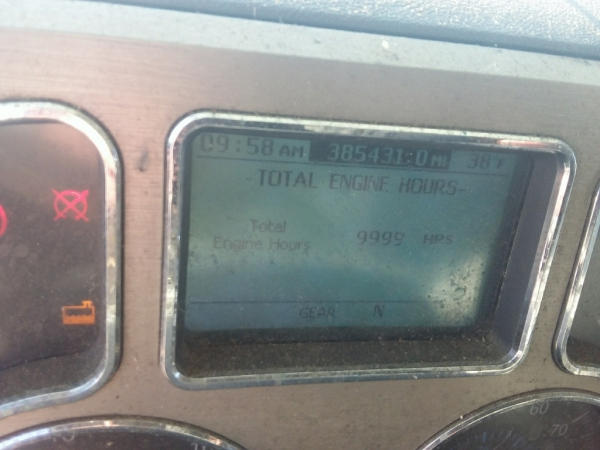 09:58 AM 385431.0 MI 38°F
-TOTAL ENGINE HOURS-
Total
Engine Hours 9999 HRS
GEAR N
60
70